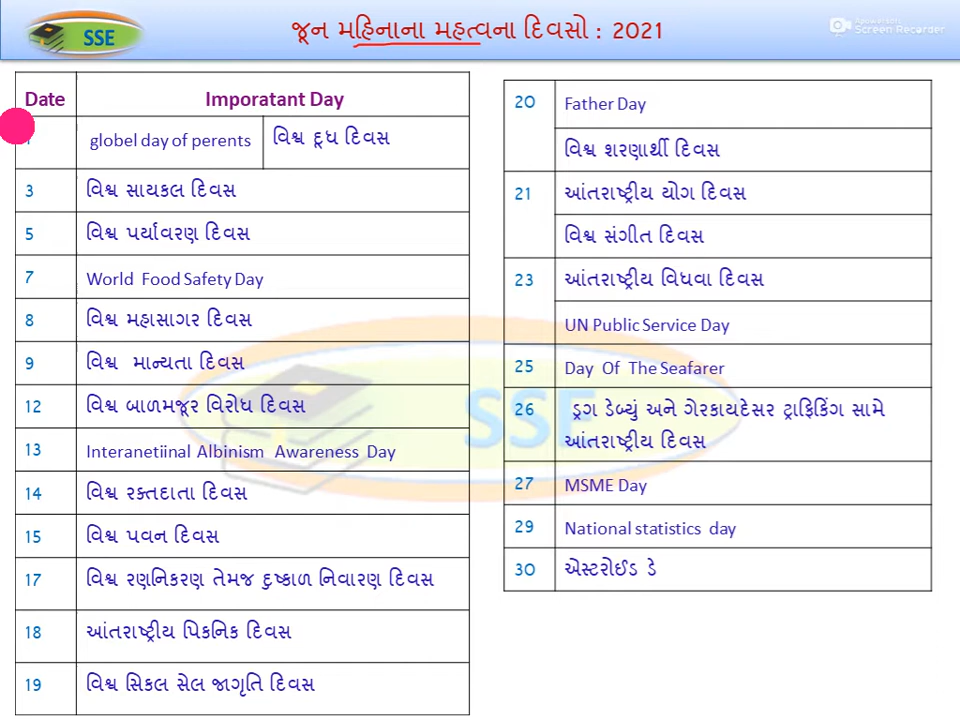 SSE
જૂન મહિનાના મહત્વના દિવસો : 2021
Apowersoft
Screen Recorder
Date Imporatant Day
1 globel day of perents વિશ્વ દૂધ દિવસ
3 વિશ્વ સાયકલ દિવસ
5 વિશ્વ પર્યાવરણ દિવસ
7 World Food Safety Day
8 વિશ્વ મહાસાગર દિવસ
9 વિશ્વ માન્યતા દિવસ
12 વિશ્વ બાળમજૂર વિરોધ દિવસ
13 Interanetiinal Albinism Awareness Day
14 વિશ્વ રક્તદાતા દિવસ
15 વિશ્વ પવન દિવસ
17 વિશ્વ રણનિકરણ તેમજ દુષ્કાળ નિવારણ દિવસ
18 આંતરાષ્ટ્રીય પિકનિક દિવસ
19 વિશ્વ સિકલ સેલ જાગૃતિ દિવસ
20 Father Day
વિશ્વ શરણાર્થી દિવસ
21 આંતરાષ્ટ્રીય યોગ દિવસ
વિશ્વ સંગીત દિવસ
23 આંતરાષ્ટ્રીય વિધવા દિવસ
UN Public Service Day
25 Day Of The Seafarer
26 ડ્રગ ડેબ્યું અને ગેરકાયદેસર ટ્રાફિકિંગ સામે
આંતરાષ્ટ્રીય દિવસ
27 MSME Day
29 National statistics day
30 એસ્ટરોઈડ ડે
SSE